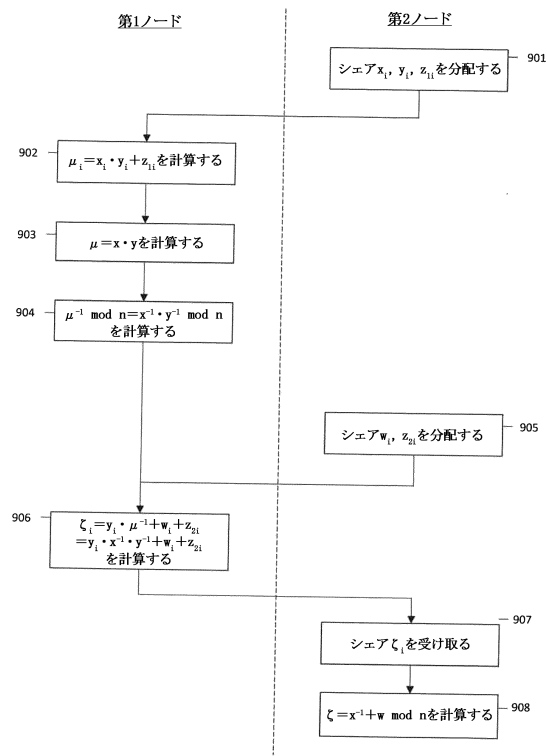 第1ノード
第2ノード
シェアxi, yi, z1iを分配する
901
902
μi＝xi・yi＋z1iを計算する
903
μ＝x・yを計算する
904
μ-1 mod n＝x-1・y-1 mod n
を計算する
シェアwi, z2iを分配する
905
906
ζi＝yi・μ-1＋wi＋z2i
＝yi・x-1・y-1＋wi＋z2i
を計算する
907
シェアζiを受け取る
908
ζ＝x-1＋w mod nを計算する